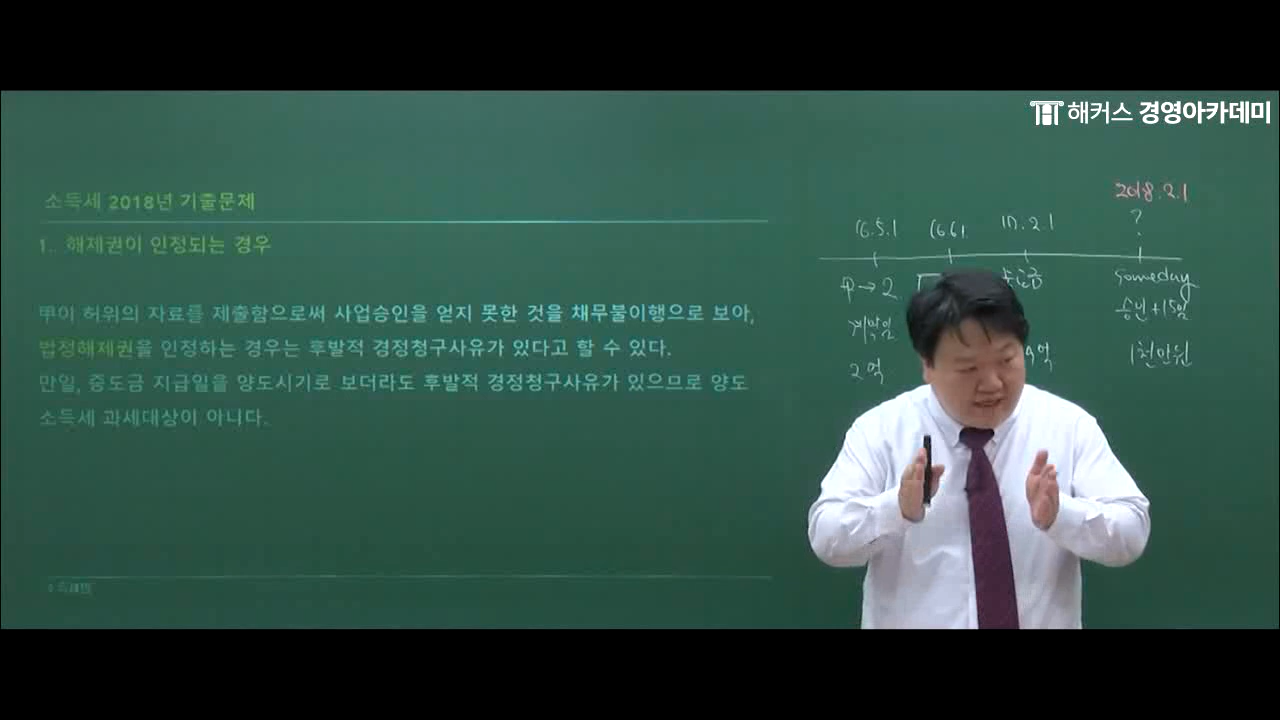 해커스 경영아카데미
소득세 2018년 기출문제
1. 해제권이 인정되는 경우
甲이 허위의 자료를 제출함으로써 사업승인을 얻지 못한 것을 채무불이행으로 보아,
법정해제권을 인정하는 경우는 후발적 경정청구사유가 있다고 할 수 있다.
만일, 중도금 지급일을 양도시기로 보더라도 후발적 경정청구사유가 있으므로 양도
소득세 과세대상이 아니다.
2018.2.1
?
16.5.1 16.6.1. 17.2.1
甲→乙
someday
계약일
승인+15일
2억
억
1천만원